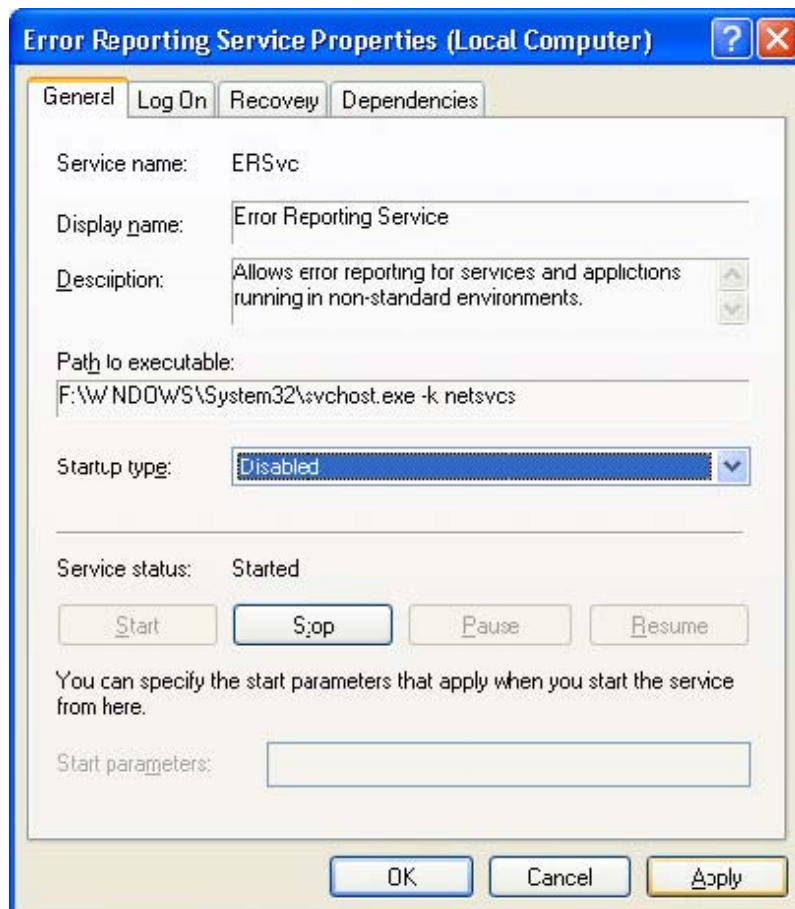 Error Reporting Service Properties (Local Computer)
General
Log On
Recovery
Dependencies
Service name:
ERSvc
Display name:
Error Reporting Service
Description:
Allows error reporting for services and applictions
running in non-standard environments.
Path to executable:
F:\WINDOWS\System32\svchost.exe -k netsvcs
Startup type:
Disabled
Service status:
Started
Start
Stop
Pause
Resume
You can specify the start parameters that apply when you start the service
from here.
Start parameters:
OK
Cancel
Apply